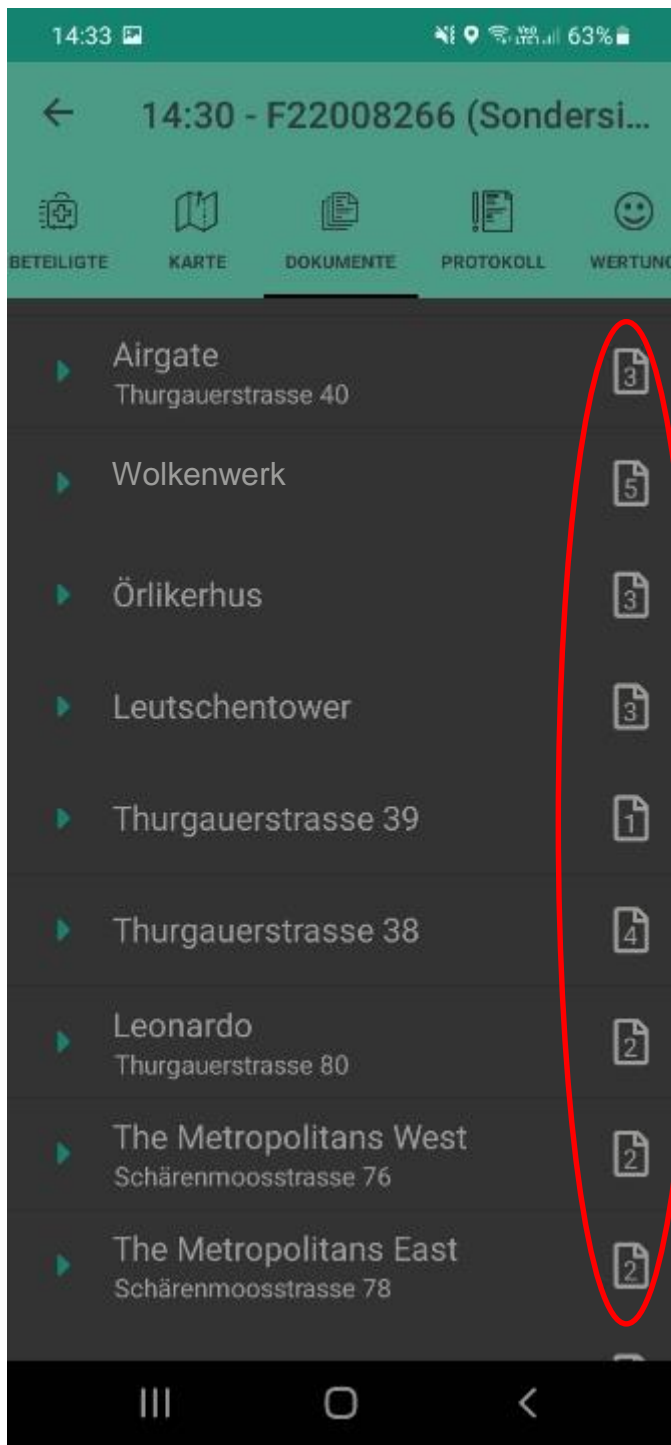 14:33 63%
14:30 - F22008266 (Sondersi...
BETEILIGTE KARTE DOKUMENTE PROTOKOLL WERTUNG
Airgate 3
Thurgauerstrasse 40
Wolkenwerk 5
Örlikerhus 3
Leutschentower 3
Thurgauerstrasse 39 1
Thurgauerstrasse 38 4
Leonardo 2
Thurgauerstrasse 80
The Metropolitans West 2
Schärenmoosstrasse 76
The Metropolitans East 2
Schärenmoosstrasse 78